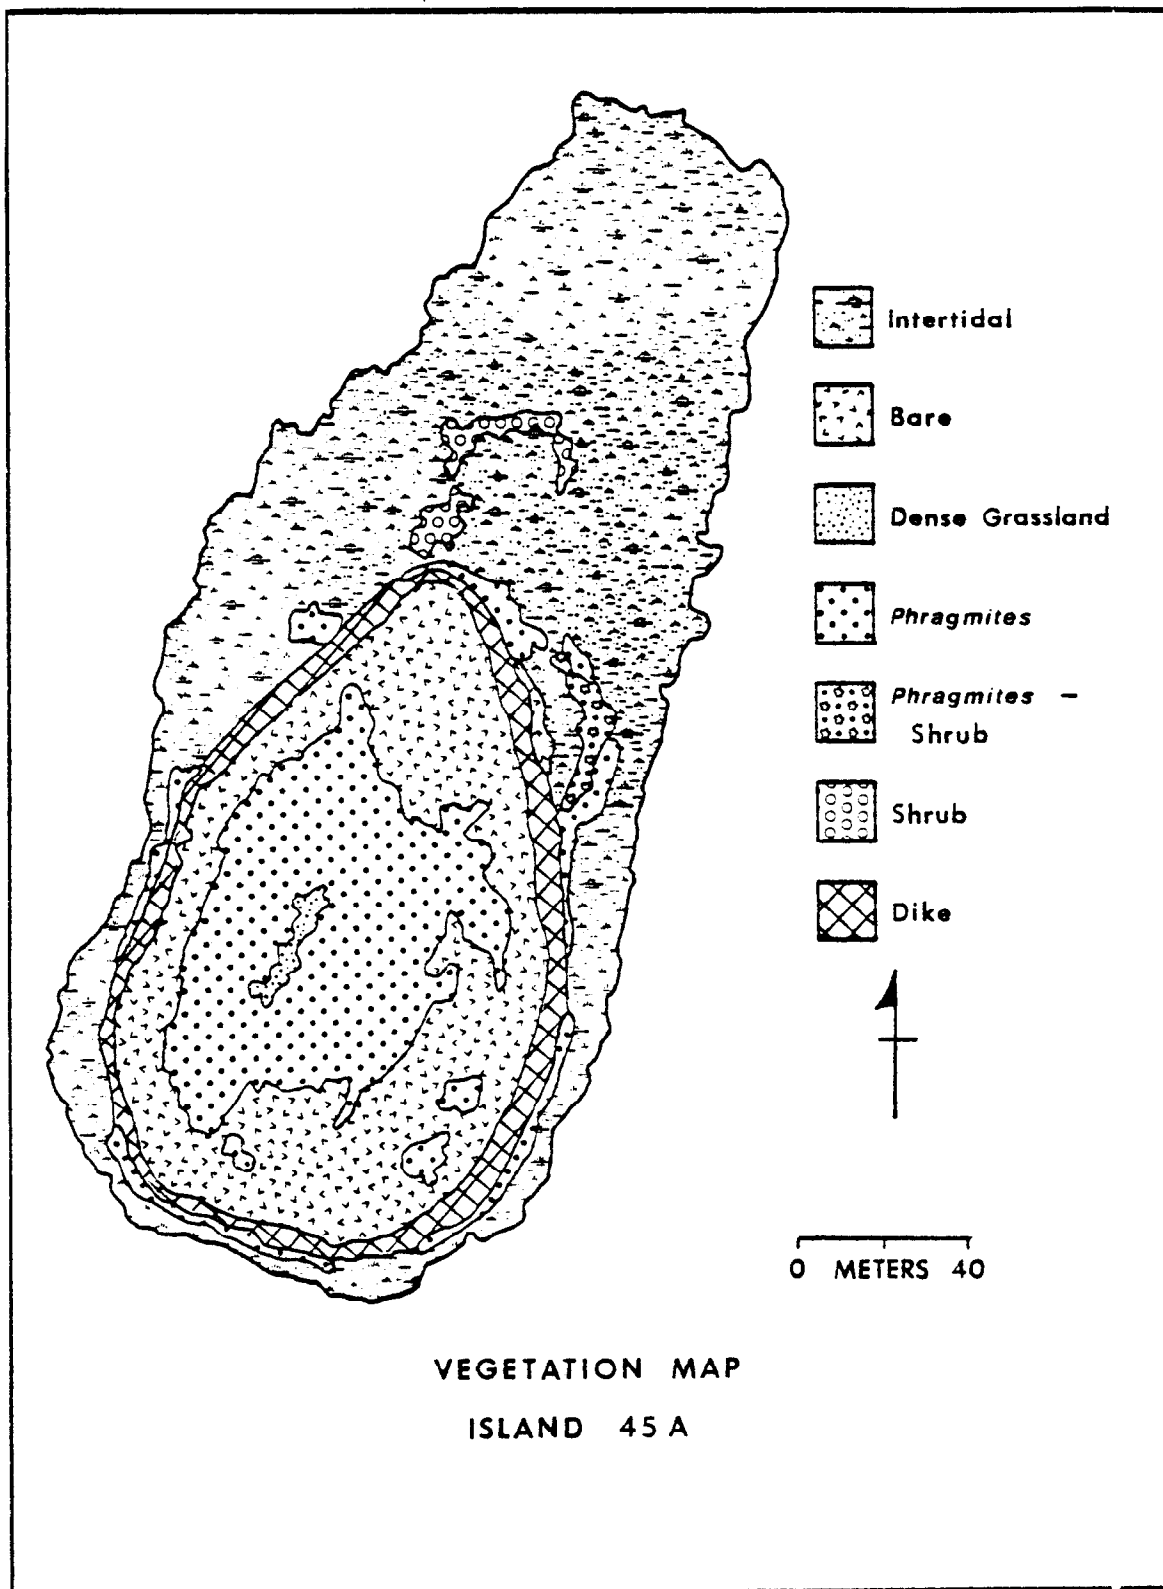 Intertidal
Bare
Dense Grassland
Phragmites
Phragmites –
Shrub
Shrub
Dike
0 METERS 40
VEGETATION MAP
ISLAND 45 A